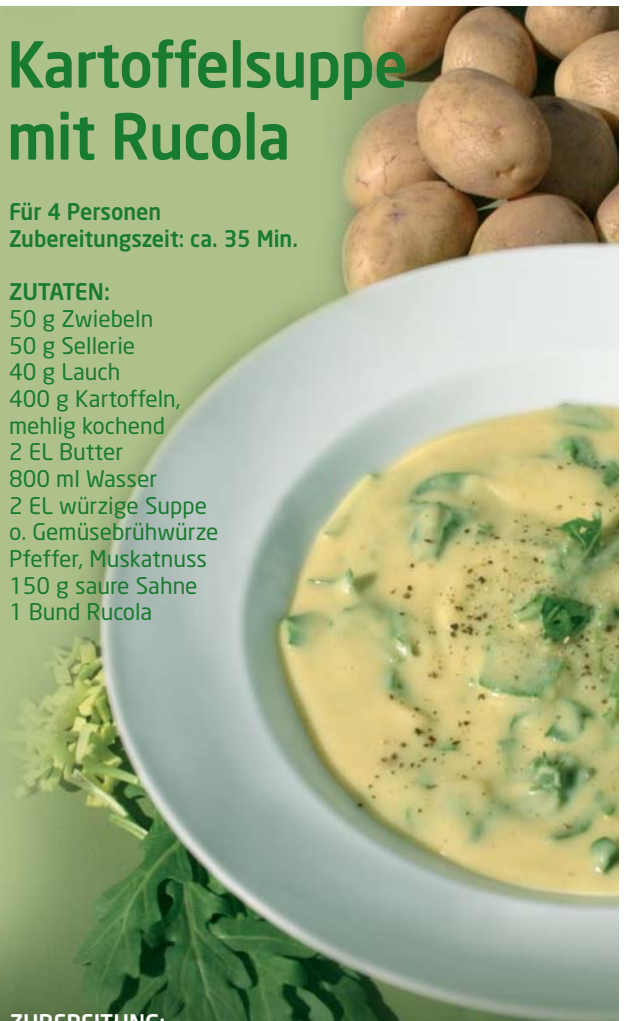 Kartoffelsuppe
mit Rucola
Für 4 Personen
Zubereitungszeit: ca. 35 Min.
ZUTATEN:
50 g Zwiebeln
50 g Sellerie
40 g Lauch
400 g Kartoffeln,
mehlig kochend
2 EL Butter
800 ml Wasser
2 EL würzige Suppe
o. Gemüsebrühwürze
Pfeffer, Muskatnuss
150 g saure Sahne
1 Bund Rucola
ZUBEREITUNG: